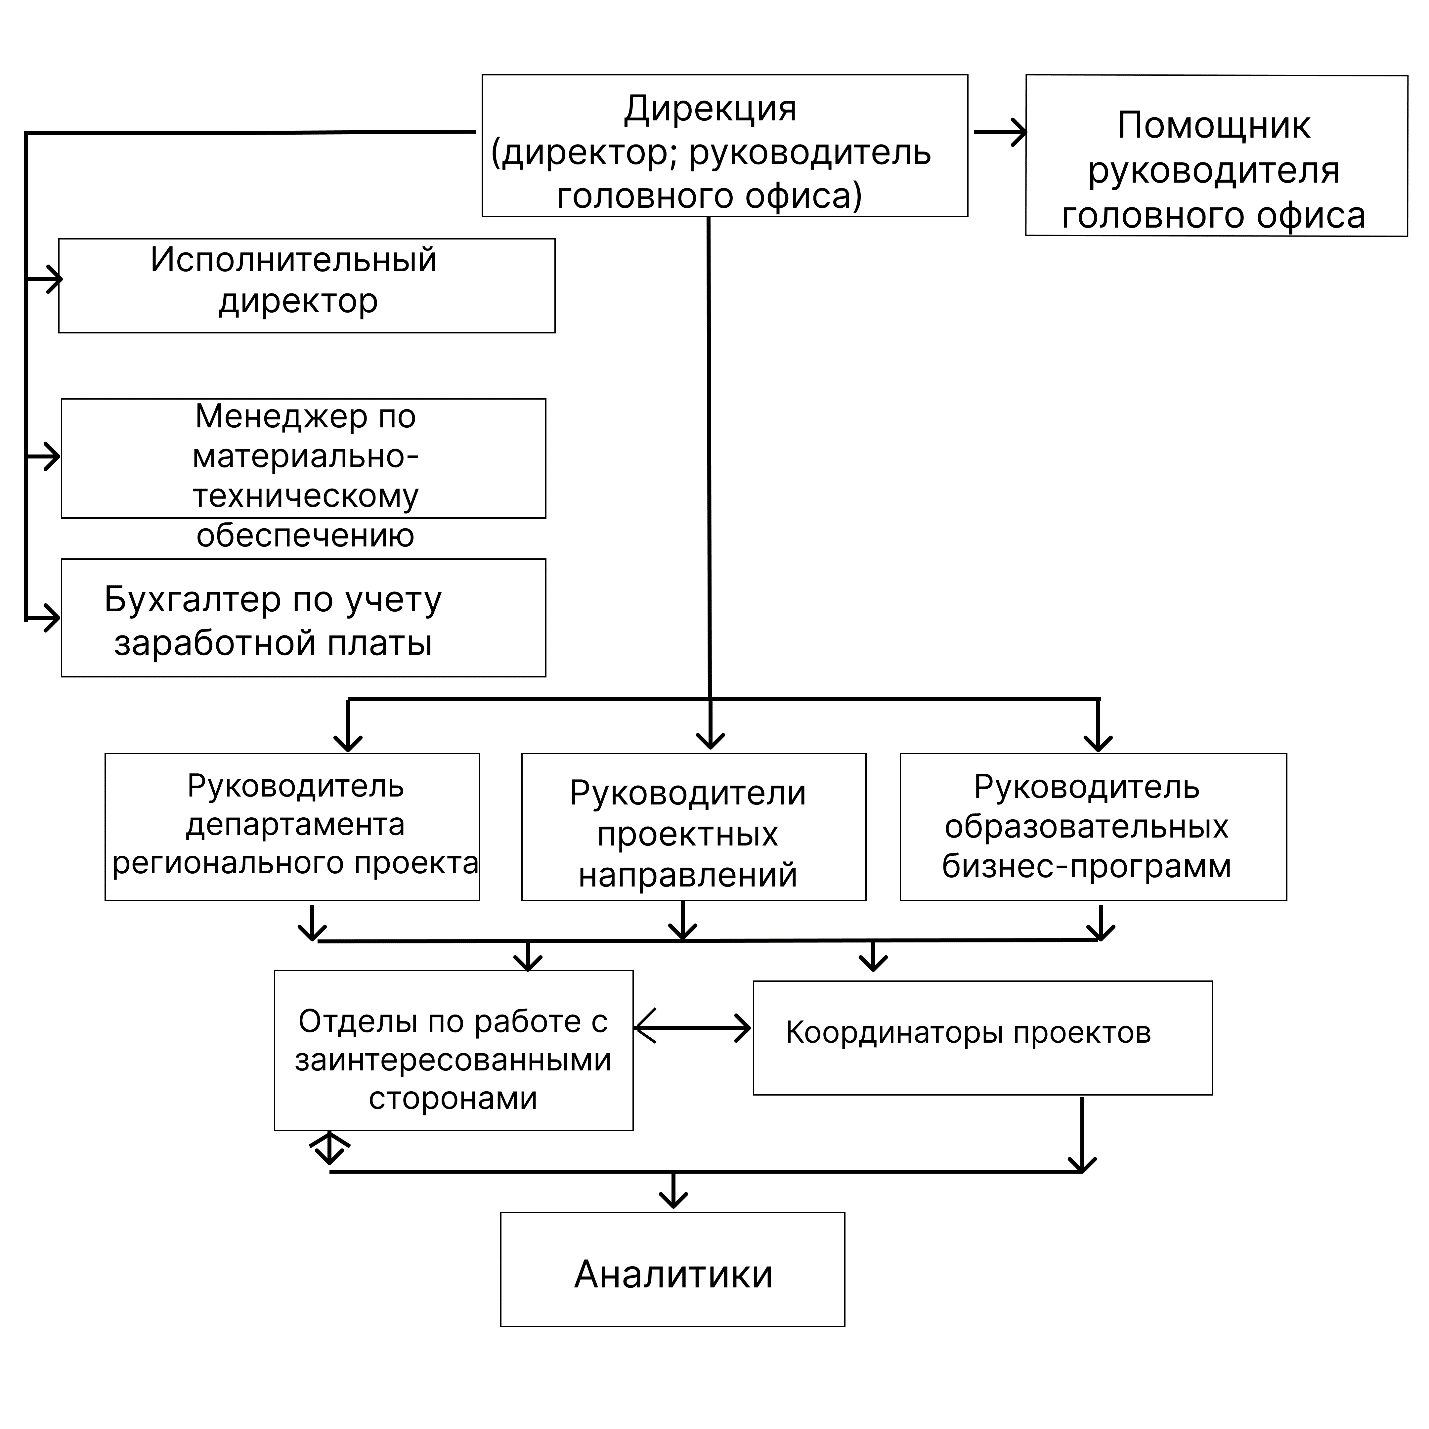 Дирекция
(директор; руководитель
головного офиса)
Помощник
руководителя
головного офиса
Исполнительный
директор
Менеджер по
материально-
техническому
обеспечению
Бухгалтер по учету
заработной платы
Руководитель
департамента
регионального проекта
Руководители
проектных
направлений
Руководитель
образовательных
бизнес-программ
Отделы по работе с
заинтересованными
сторонами
Координаторы проектов
Аналитики